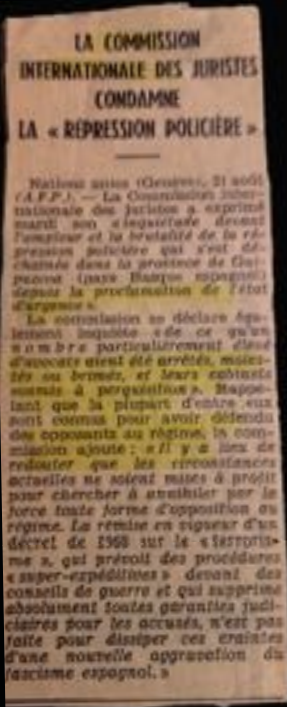 LA COMMISSION
INTERNATIONALE DES JURISTES
CONDAMNE
LA « RÉPRESSION POLICIÈRE »
Nations unies (Genève), 21 août
(A.F.P.). — La Commission inter-
nationale des juristes a exprimé
mardi son « inquiétude devant
l'ampleur et la brutalité de la ré-
pression policière qui s'est dé-
chaînée dans la province de Gui-
puzcoa (pays Basque espagnol)
depuis la proclamation de l'état
d'urgence ».
La commission se déclare éga-
lement inquiète « de ce qu'un
nombre particulièrement élevé
d'avocats aient été arrêtés, moles-
tés ou brimés, et leurs cabinets
soumis à perquisition ». Rappe-
lant que la plupart d'entre eux
sont connus pour avoir défendu
des opposants au régime, la com-
mission ajoute : « Il y a lieu de
redouter que les circonstances
actuelles ne soient mises à profit
pour chercher à annihiler par la
force toute forme d'opposition au
régime. La remise en vigueur d'un
décret de 1968 sur le « terroris-
me », qui prévoit des procédures
« super-expéditives » devant des
conseils de guerre et qui supprime
absolument toutes garanties judi-
ciaires pour les accusés, n'est pas
faite pour dissiper ces craintes
d'une nouvelle aggravation du
fascisme espagnol. »